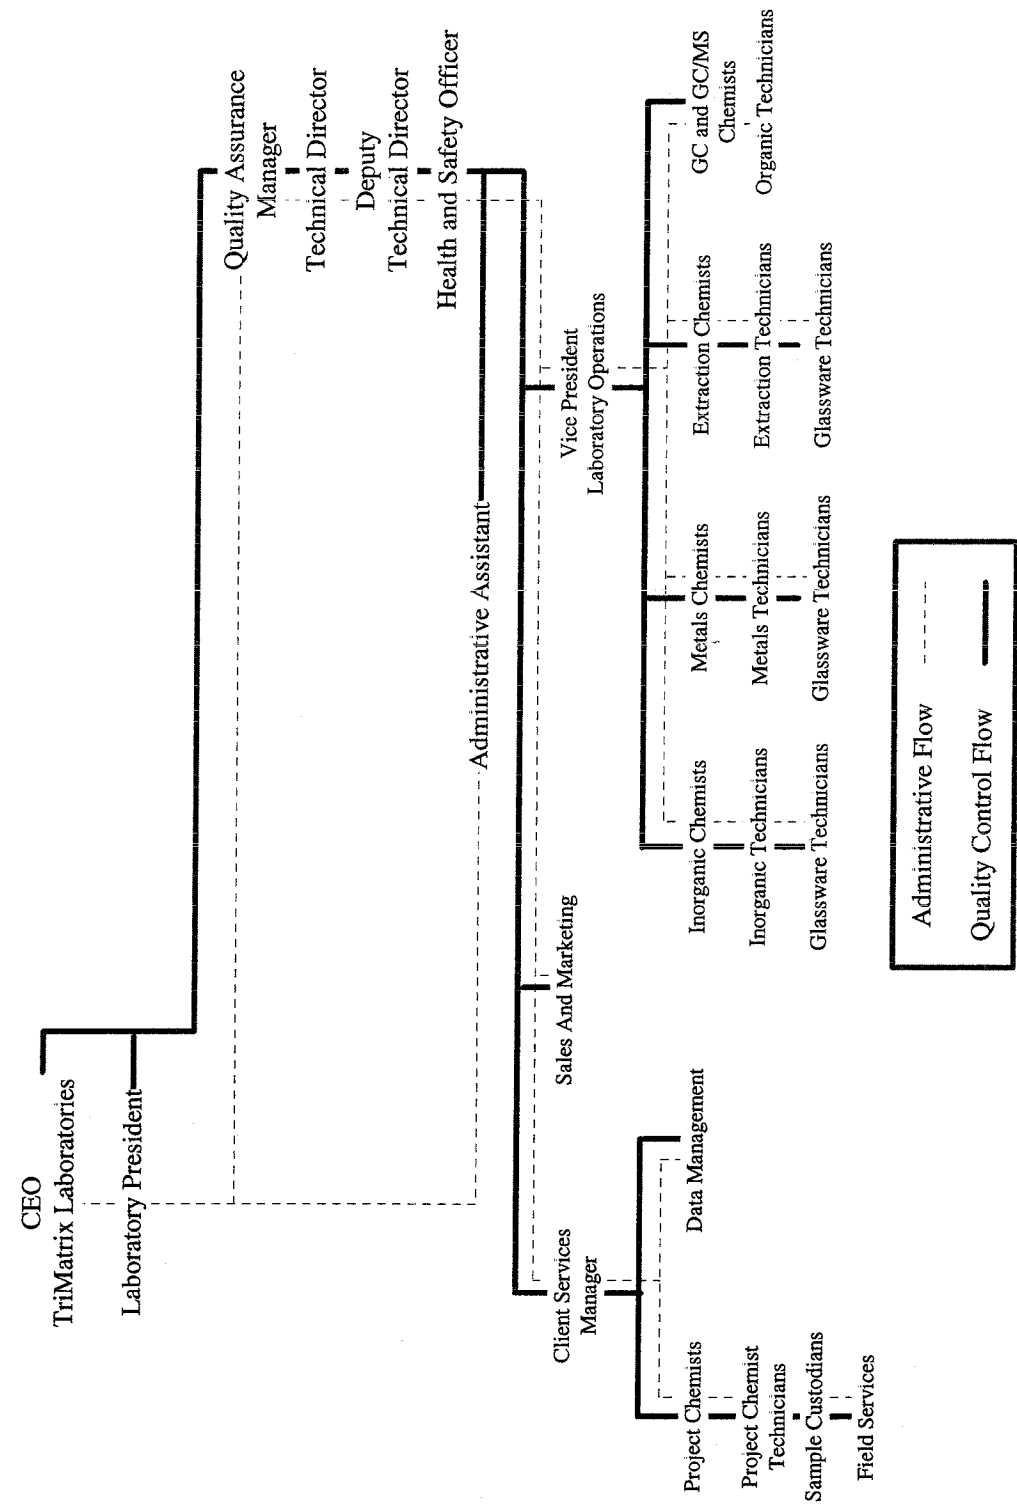 CEO
TriMatrix Laboratories
Laboratory President
Quality Assurance
Manager
Technical Director
Deputy
Technical Director
Health and Safety Officer
Administrative Assistant
Client Services
Manager
Sales And Marketing
Vice President
Laboratory Operations
Project Chemists
Project Chemist
Technicians
Sample Custodians
Field Services
Data Management
Inorganic Chemists
Inorganic Technicians
Glassware Technicians
Metals Chemists
Metals Technicians
Glassware Technicians
Extraction Chemists
Extraction Technicians
Glassware Technicians
GC and GC/MS
Chemists
Organic Technicians
Administrative Flow
Quality Control Flow